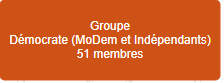 Groupe
Démocrate (MoDem et Indépendants)
51 membres